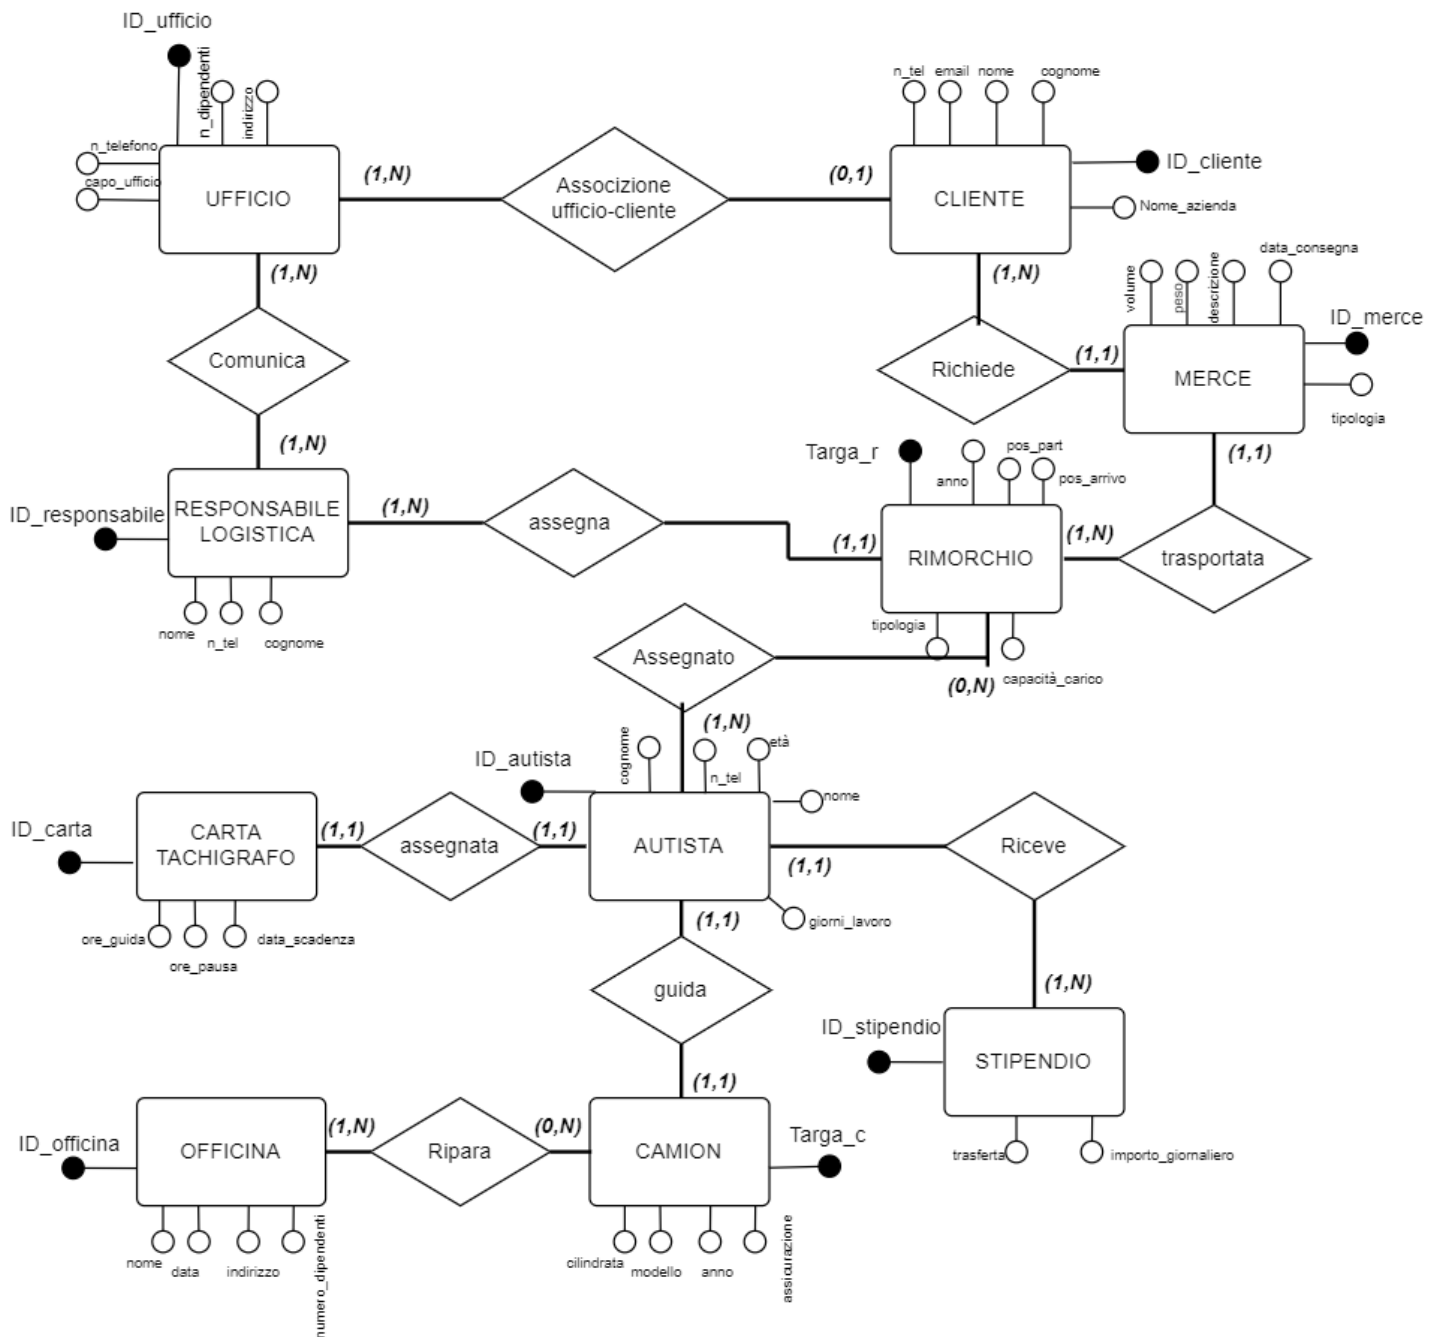 ID_ufficio
n_dipendenti
indirizzo
n_telefono
capo_ufficio
UFFICIO
(1,N)
Associzione
ufficio-cliente
(0,1)
n_tel
email
nome
cognome
CLIENTE
ID_cliente
Nome_azienda
(1,N)
(1,N)
Comunica
(1,N)
Richiede
(1,1)
volume
peso
descrizione
data_consegna
ID_merce
MERCE
tipologia
(1,1)
ID_responsabile
RESPONSABILE
LOGISTICA
nome
n_tel
cognome
(1,N)
assegna
(1,1)
Targa_r
anno
pos_part
pos_arrivo
RIMORCHIO
(1,N)
trasportata
tipologia
capacità_carico
(0,N)
Assegnato
(1,N)
ID_autista
cognome
n_tel
età
nome
AUTISTA
giorni_lavoro
ID_carta
CARTA
TACHIGRAFO
(1,1)
assegnata
(1,1)
ore_guida
ore_pausa
data_scadenza
(1,1)
Riceve
(1,N)
(1,1)
guida
(1,1)
ID_stipendio
STIPENDIO
trasferta
importo_giornaliero
ID_officina
OFFICINA
(1,N)
Ripara
(0,N)
CAMION
Targa_c
nome
data
indirizzo
numero_dipendenti
cilindrata
modello
anno
assicurazione